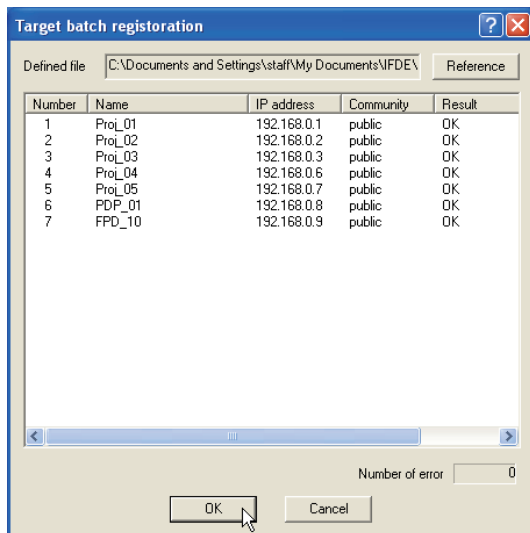 Target batch registoration
Defined file C:\Documents and Settings\staff\My Documents\IFDE\ Reference
Number Name IP address Community Result
1 Proj_01 192.168.0.1 public OK
2 Proj_02 192.168.0.2 public OK
3 Proj_03 192.168.0.3 public OK
4 Proj_04 192.168.0.6 public OK
5 Proj_05 192.168.0.7 public OK
6 PDP_01 192.168.0.8 public OK
7 FPD_10 192.168.0.9 public OK
Number of error 0
OK Cancel